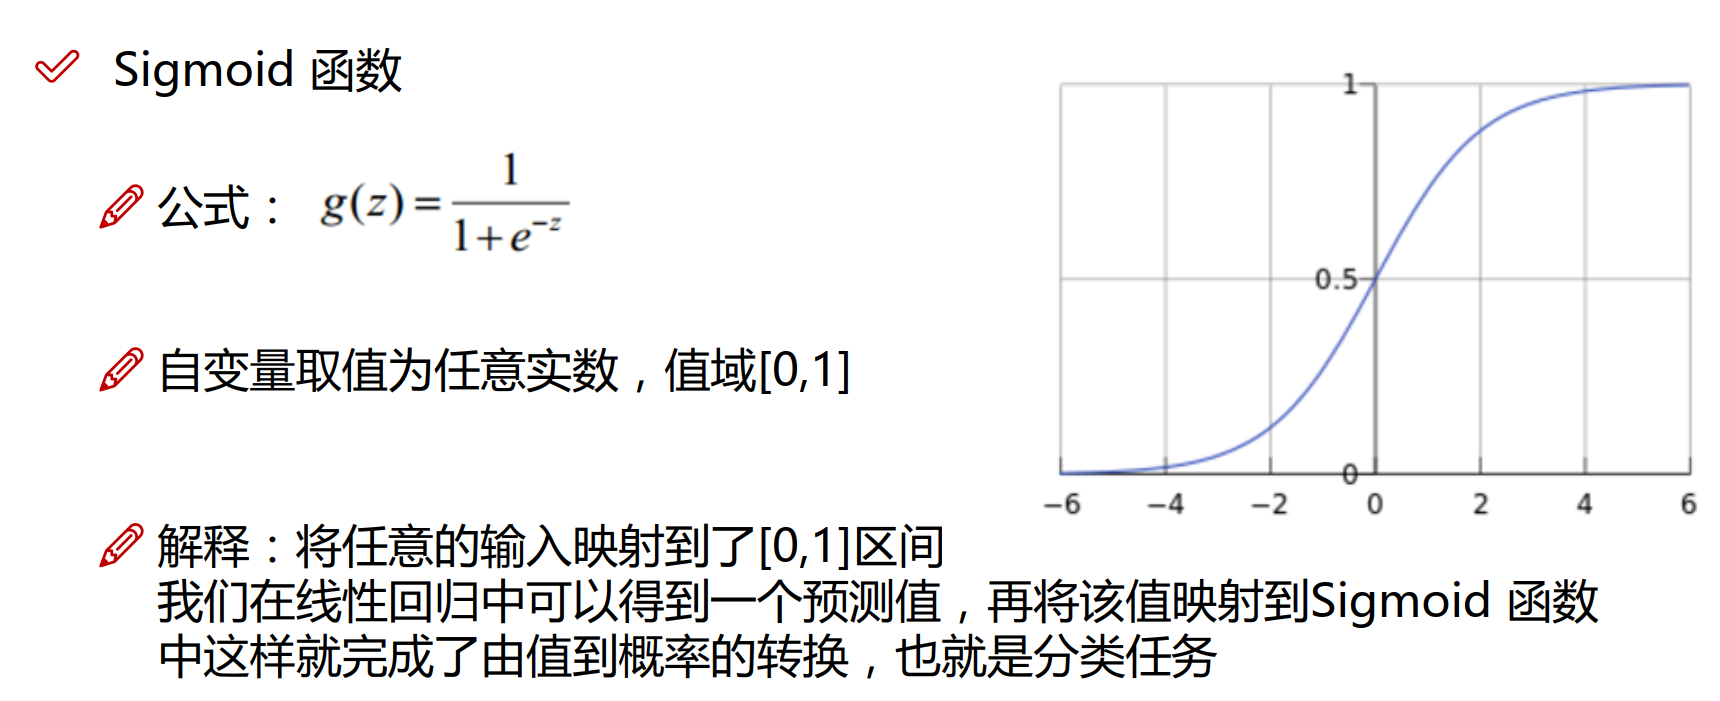 Sigmoid 函数
公式： g(z) = 1 / (1 + e^{-z})
自变量取值为任意实数，值域[0,1]
解释：将任意的输入映射到了[0,1]区间
我们在线性回归中可以得到一个预测值，再将该值映射到Sigmoid 函数
中这样就完成了由值到概率的转换，也就是分类任务
1
0.5
0
−6 −4 −2 0 2 4 6